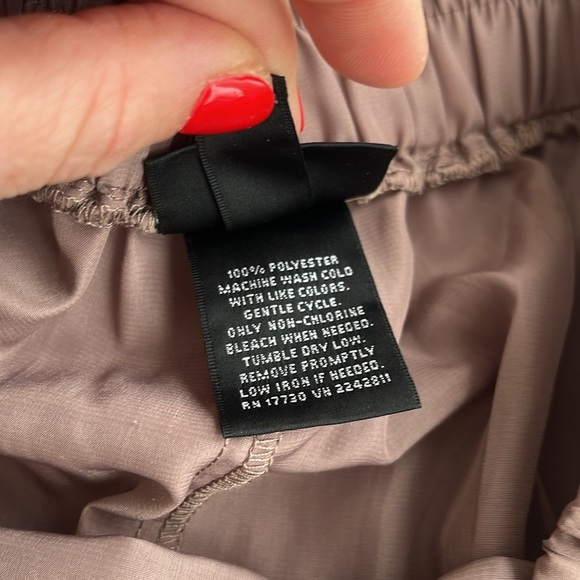 100% POLYESTER
MACHINE WASH COLD
WITH LIKE COLORS.
GENTLE CYCLE.
ONLY NON-CHLORINE
BLEACH WHEN NEEDED.
TUMBLE DRY LOW.
REMOVE PROMPTLY
LOW IRON IF NEEDED.
RN 17730 VN 2242811